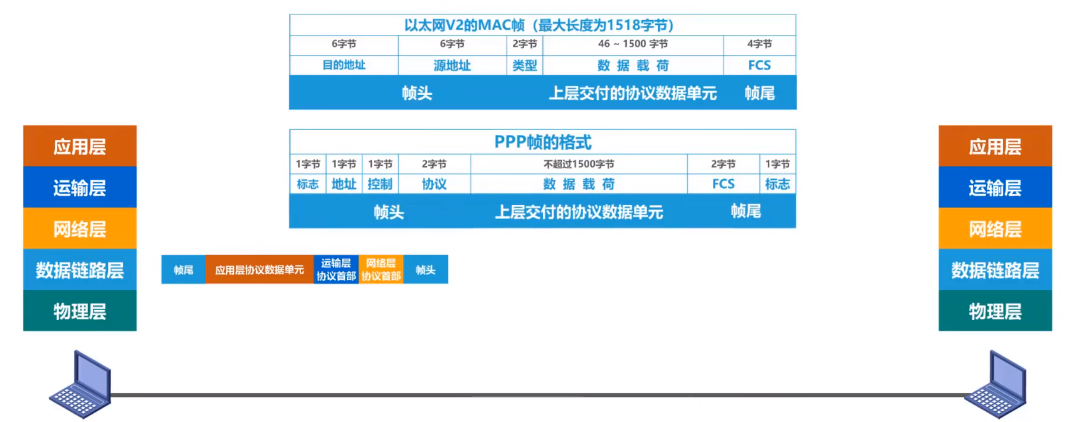 以太网V2的MAC帧（最大长度为1518字节）
6字节 6字节 2字节 46 ~ 1500 字节 4字节
目的地址 源地址 类型 数 据 载 荷 FCS
帧头 上层交付的协议数据单元 帧尾
PPP帧的格式
1字节 1字节 1字节 2字节 不超过1500字节 2字节 1字节
标志 地址 控制 协议 数 据 载 荷 FCS 标志
帧头 上层交付的协议数据单元 帧尾
应用层
运输层
网络层
数据链路层
物理层
帧尾 应用层协议数据单元 运输层 协议首部 网络层 协议首部 帧头
应用层
运输层
网络层
数据链路层
物理层